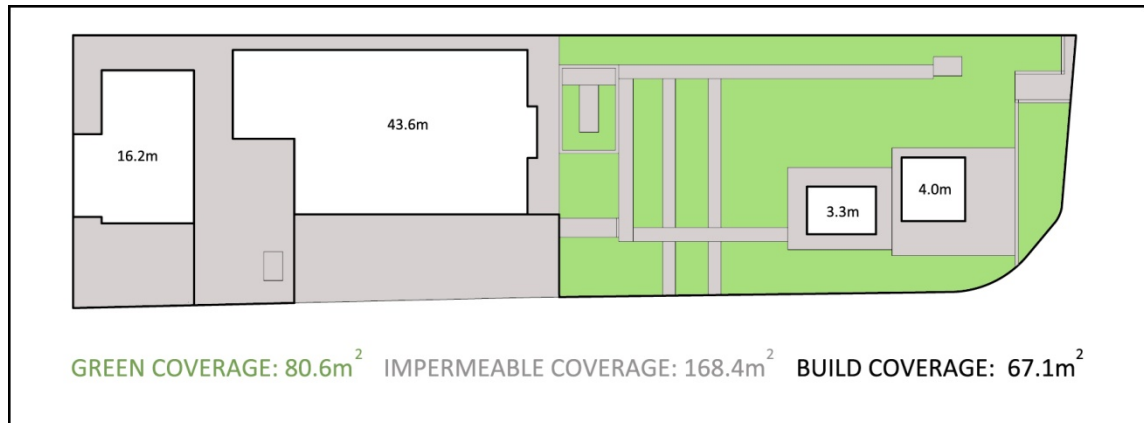 43.6m
16.2m
4.0m
3.3m
GREEN COVERAGE: 80.6m² IMPERMEABLE COVERAGE: 168.4m² BUILD COVERAGE: 67.1m²